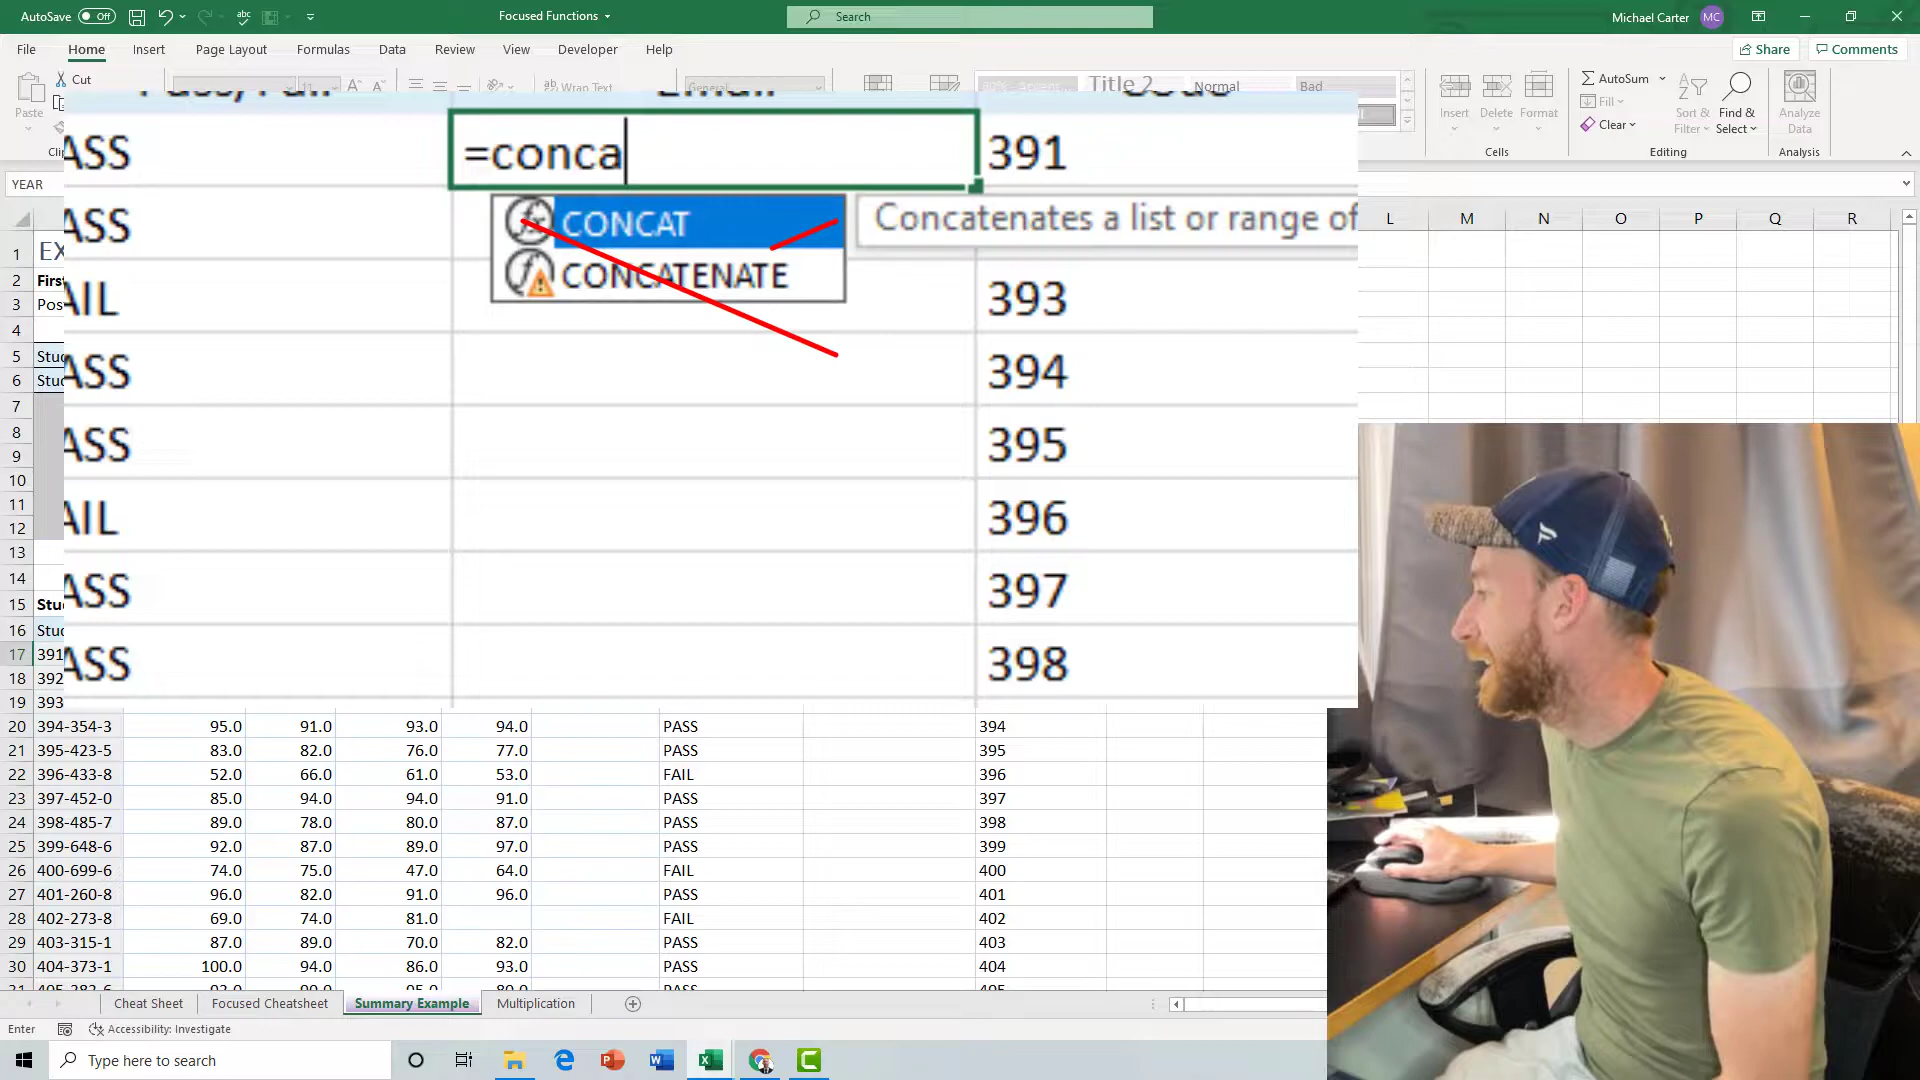 AutoSave Off abc Focused Functions Search Michael Carter MC
File Home Insert Page Layout Formulas Data Review View Developer Help Share Comments
Cut Wrap Text General Title 2 Normal Bad AutoSum
Paste Insert Delete Format Fill Sort & Filter Find & Select Analyze Data
Clear
Cells Editing Analysis
YEAR
L M N O P Q R
Email
=conca 391
CONCAT Concatenates a list or range of
CONCATENATE
ASS
ASS
AIL 393
ASS 394
ASS 395
AIL 396
ASS 397
ASS 398
1 EX
2 Firs
3 Pos
4
5 Stud
6 Stud
7
8
9
10
11
12
13
14
15 Stu
16 Stud
17 391
18 392
19 393
20 394-354-3 95.0 91.0 93.0 94.0 PASS 394
21 395-423-5 83.0 82.0 76.0 77.0 PASS 395
22 396-433-8 52.0 66.0 61.0 53.0 FAIL 396
23 397-452-0 85.0 94.0 94.0 91.0 PASS 397
24 398-485-7 89.0 78.0 80.0 87.0 PASS 398
25 399-648-6 92.0 87.0 89.0 97.0 PASS 399
26 400-699-6 74.0 75.0 47.0 64.0 FAIL 400
27 401-260-8 96.0 82.0 91.0 96.0 PASS 401
28 402-273-8 69.0 74.0 81.0 FAIL 402
29 403-315-1 87.0 89.0 70.0 82.0 PASS 403
30 404-373-1 100.0 94.0 86.0 93.0 PASS 404
Cheat Sheet Focused Cheatsheet Summary Example Multiplication
Enter Accessibility: Investigate
Type here to search